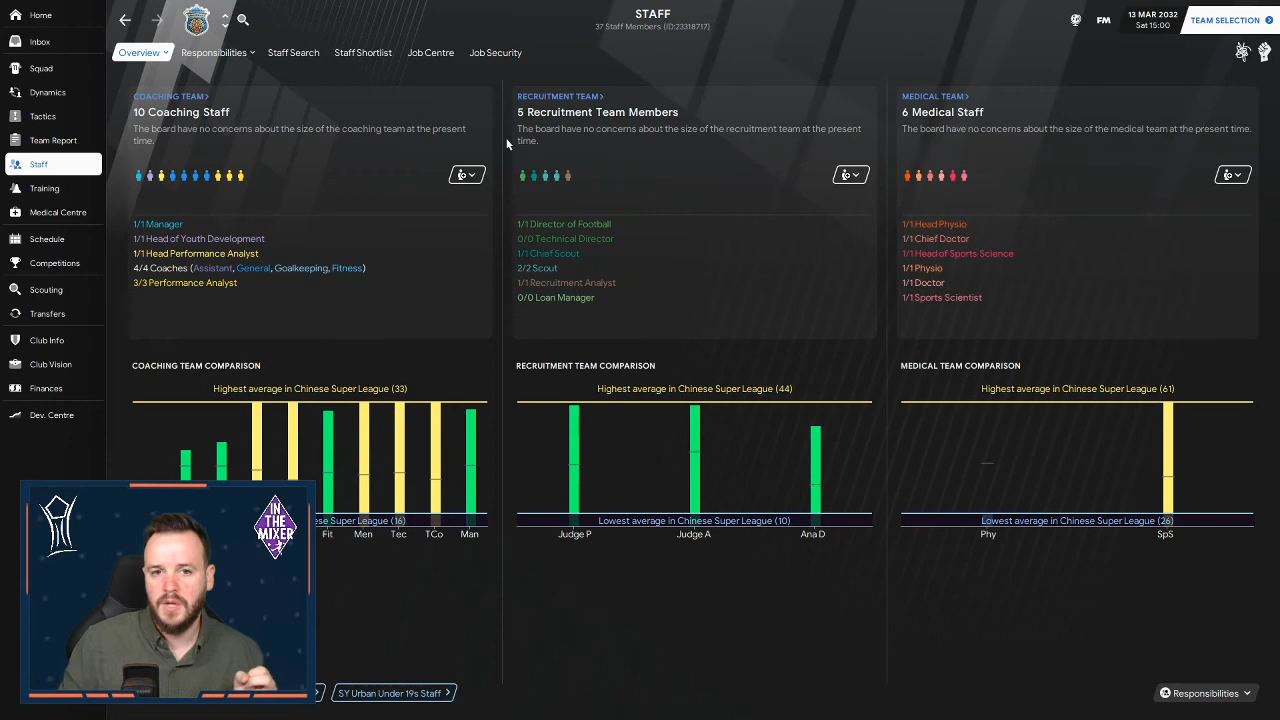 Home
Inbox
Squad
Dynamics
Tactics
Team Report
Staff
Training
Medical Centre
Schedule
Competitions
Scouting
Transfers
Club Info
Club Vision
Finances
Dev. Centre
STAFF
37 Staff Members (ID:23318717)
FM
13 MAR 2032
Sat 15:00
TEAM SELECTION
Overview
Responsibilities
Staff Search
Staff Shortlist
Job Centre
Job Security
COACHING TEAM>
10 Coaching Staff
The board have no concerns about the size of the coaching team at the present
time.
1/1 Manager
1/1 Head of Youth Development
1/1 Head Performance Analyst
4/4 Coaches (Assistant, General, Goalkeeping, Fitness)
3/3 Performance Analyst
RECRUITMENT TEAM>
5 Recruitment Team Members
The board have no concerns about the size of the recruitment team at the present
time.
1/1 Director of Football
0/0 Technical Director
1/1 Chief Scout
2/2 Scout
1/1 Recruitment Analyst
0/0 Loan Manager
MEDICAL TEAM>
6 Medical Staff
The board have no concerns about the size of the medical team at the present time.
1/1 Head Physio
1/1 Chief Doctor
1/1 Head of Sports Science
1/1 Physio
1/1 Doctor
1/1 Sports Scientist
COACHING TEAM COMPARISON
Highest average in Chinese Super League (33)
ese Super League (16)
Fit Men Tec TCo Man
RECRUITMENT TEAM COMPARISON
Highest average in Chinese Super League (44)
Lowest average in Chinese Super League (10)
Judge P Judge A Ana D
MEDICAL TEAM COMPARISON
Highest average in Chinese Super League (61)
Lowest average in Chinese Super League (26)
Phy SpS
IN
THE
MIXER
SY Urban Under 19's Staff >
Responsibilities